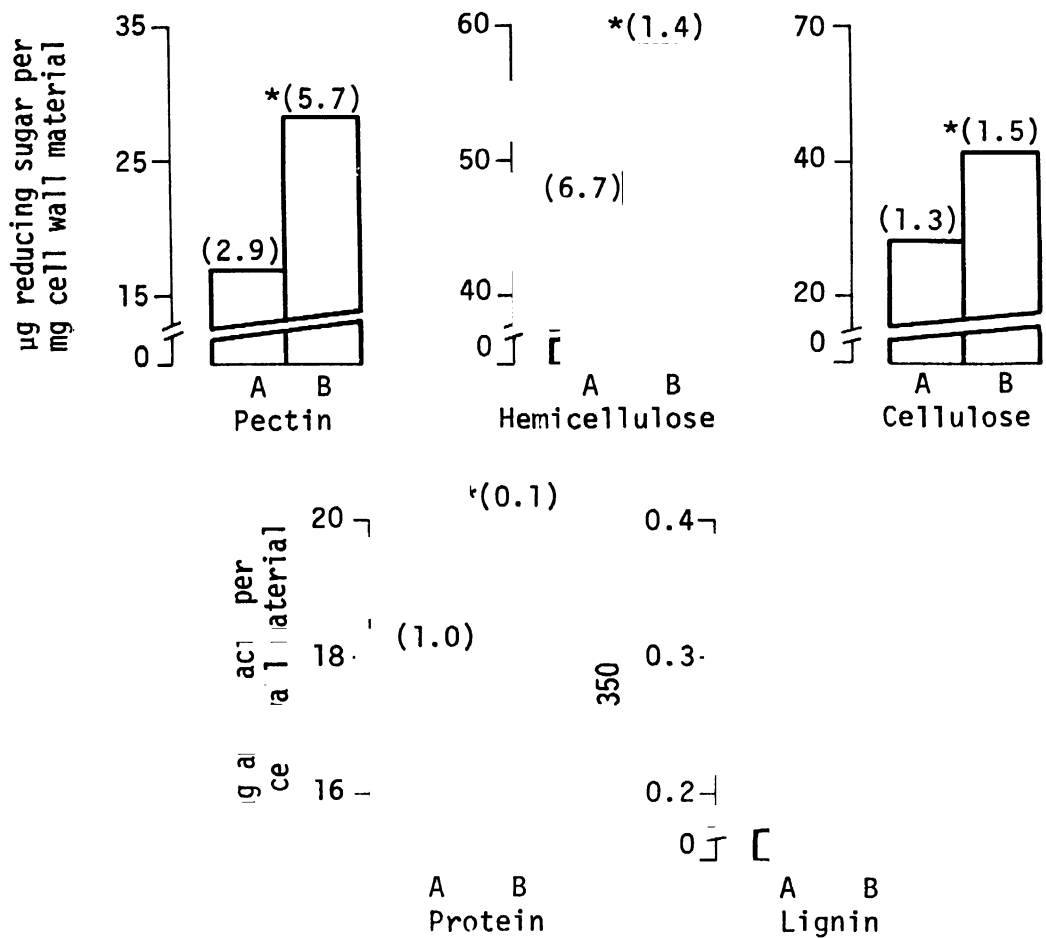 µg reducing sugar per
mg cell wall material
35
25
15
0
(2.9)
*(5.7)
A B
Pectin
60
50
40
0
(6.7)
*(1.4)
A B
Hemicellulose
70
40
20
0
(1.3)
*(1.5)
A B
Cellulose
per
20
18
16
(1.0)
(0.1)
A B
Protein
350
0.4
0.3
0.2
0
A B
Lignin